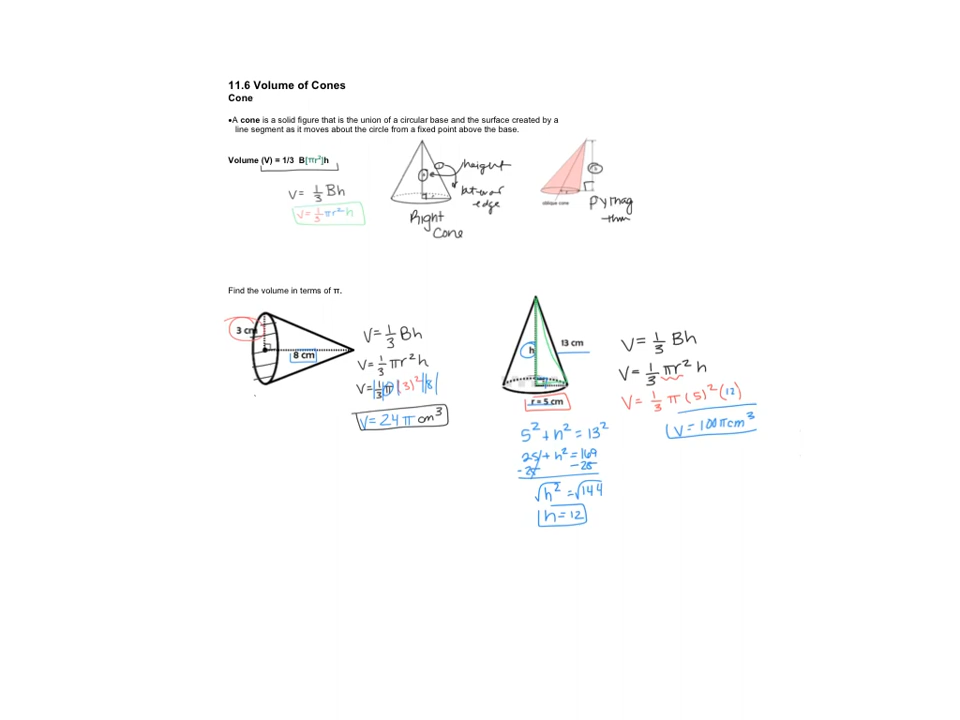 11.6 Volume of Cones
Cone
•A cone is a solid figure that is the union of a circular base and the surface created by a
line segment as it moves about the circle from a fixed point above the base.
Volume (V) = 1/3 B[πr²]h
V = 1/3 Bh
V = 1/3 πr² h
height
edge
Right
Cone
oblique cone
Pythag
thm
Find the volume in terms of π.
3 cm
8 cm
V = 1/3 Bh
V = 1/3 πr² h
V = 1/3 π (3)² (8)
V = 24π cm³
h
13 cm
r = 5 cm
V = 1/3 Bh
V = 1/3 πr² h
V = 1/3 π (5)² (12)
V = 100π cm³
5² + h² = 13²
25 + h² = 169
-25 -25
√h² = √144
h = 12